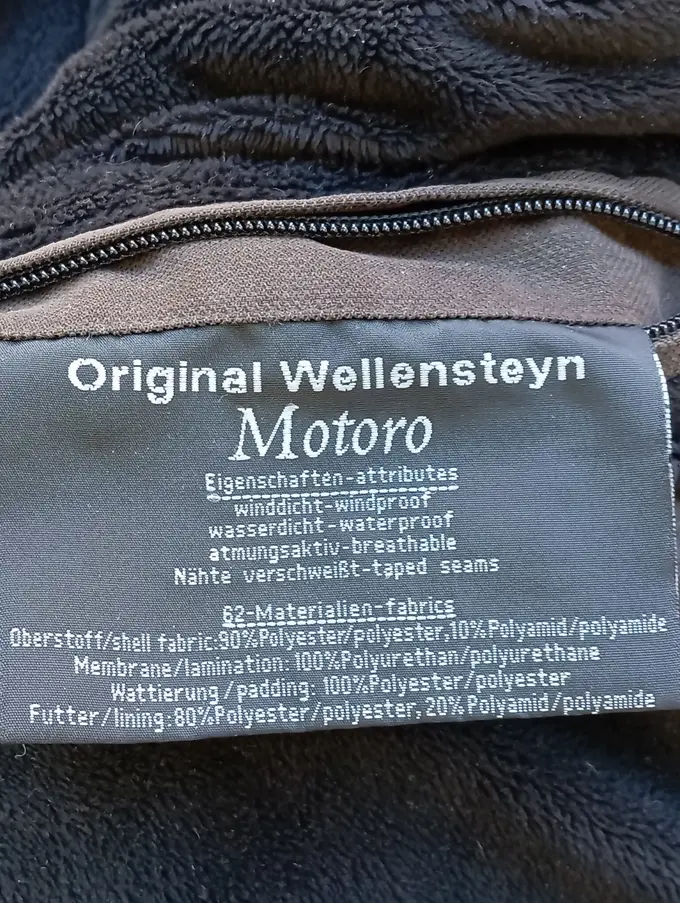 Original Wellensteyn
Motoro
Eigenschaften-attributes
winddicht-windproof
wasserdicht-waterproof
atmungsaktiv-breathable
Nähte verschweißt-taped seams
62-Materialien-fabrics
Oberstoff/shell fabric:90%Polyester/polyester,10%Polyamid/polyamide
Membrane/lamination: 100%Polyurethan/polyurethane
Wattierung/padding: 100%Polyester/polyester
Futter/lining: 80%Polyester/polyester, 20%Polyamid/polyamide